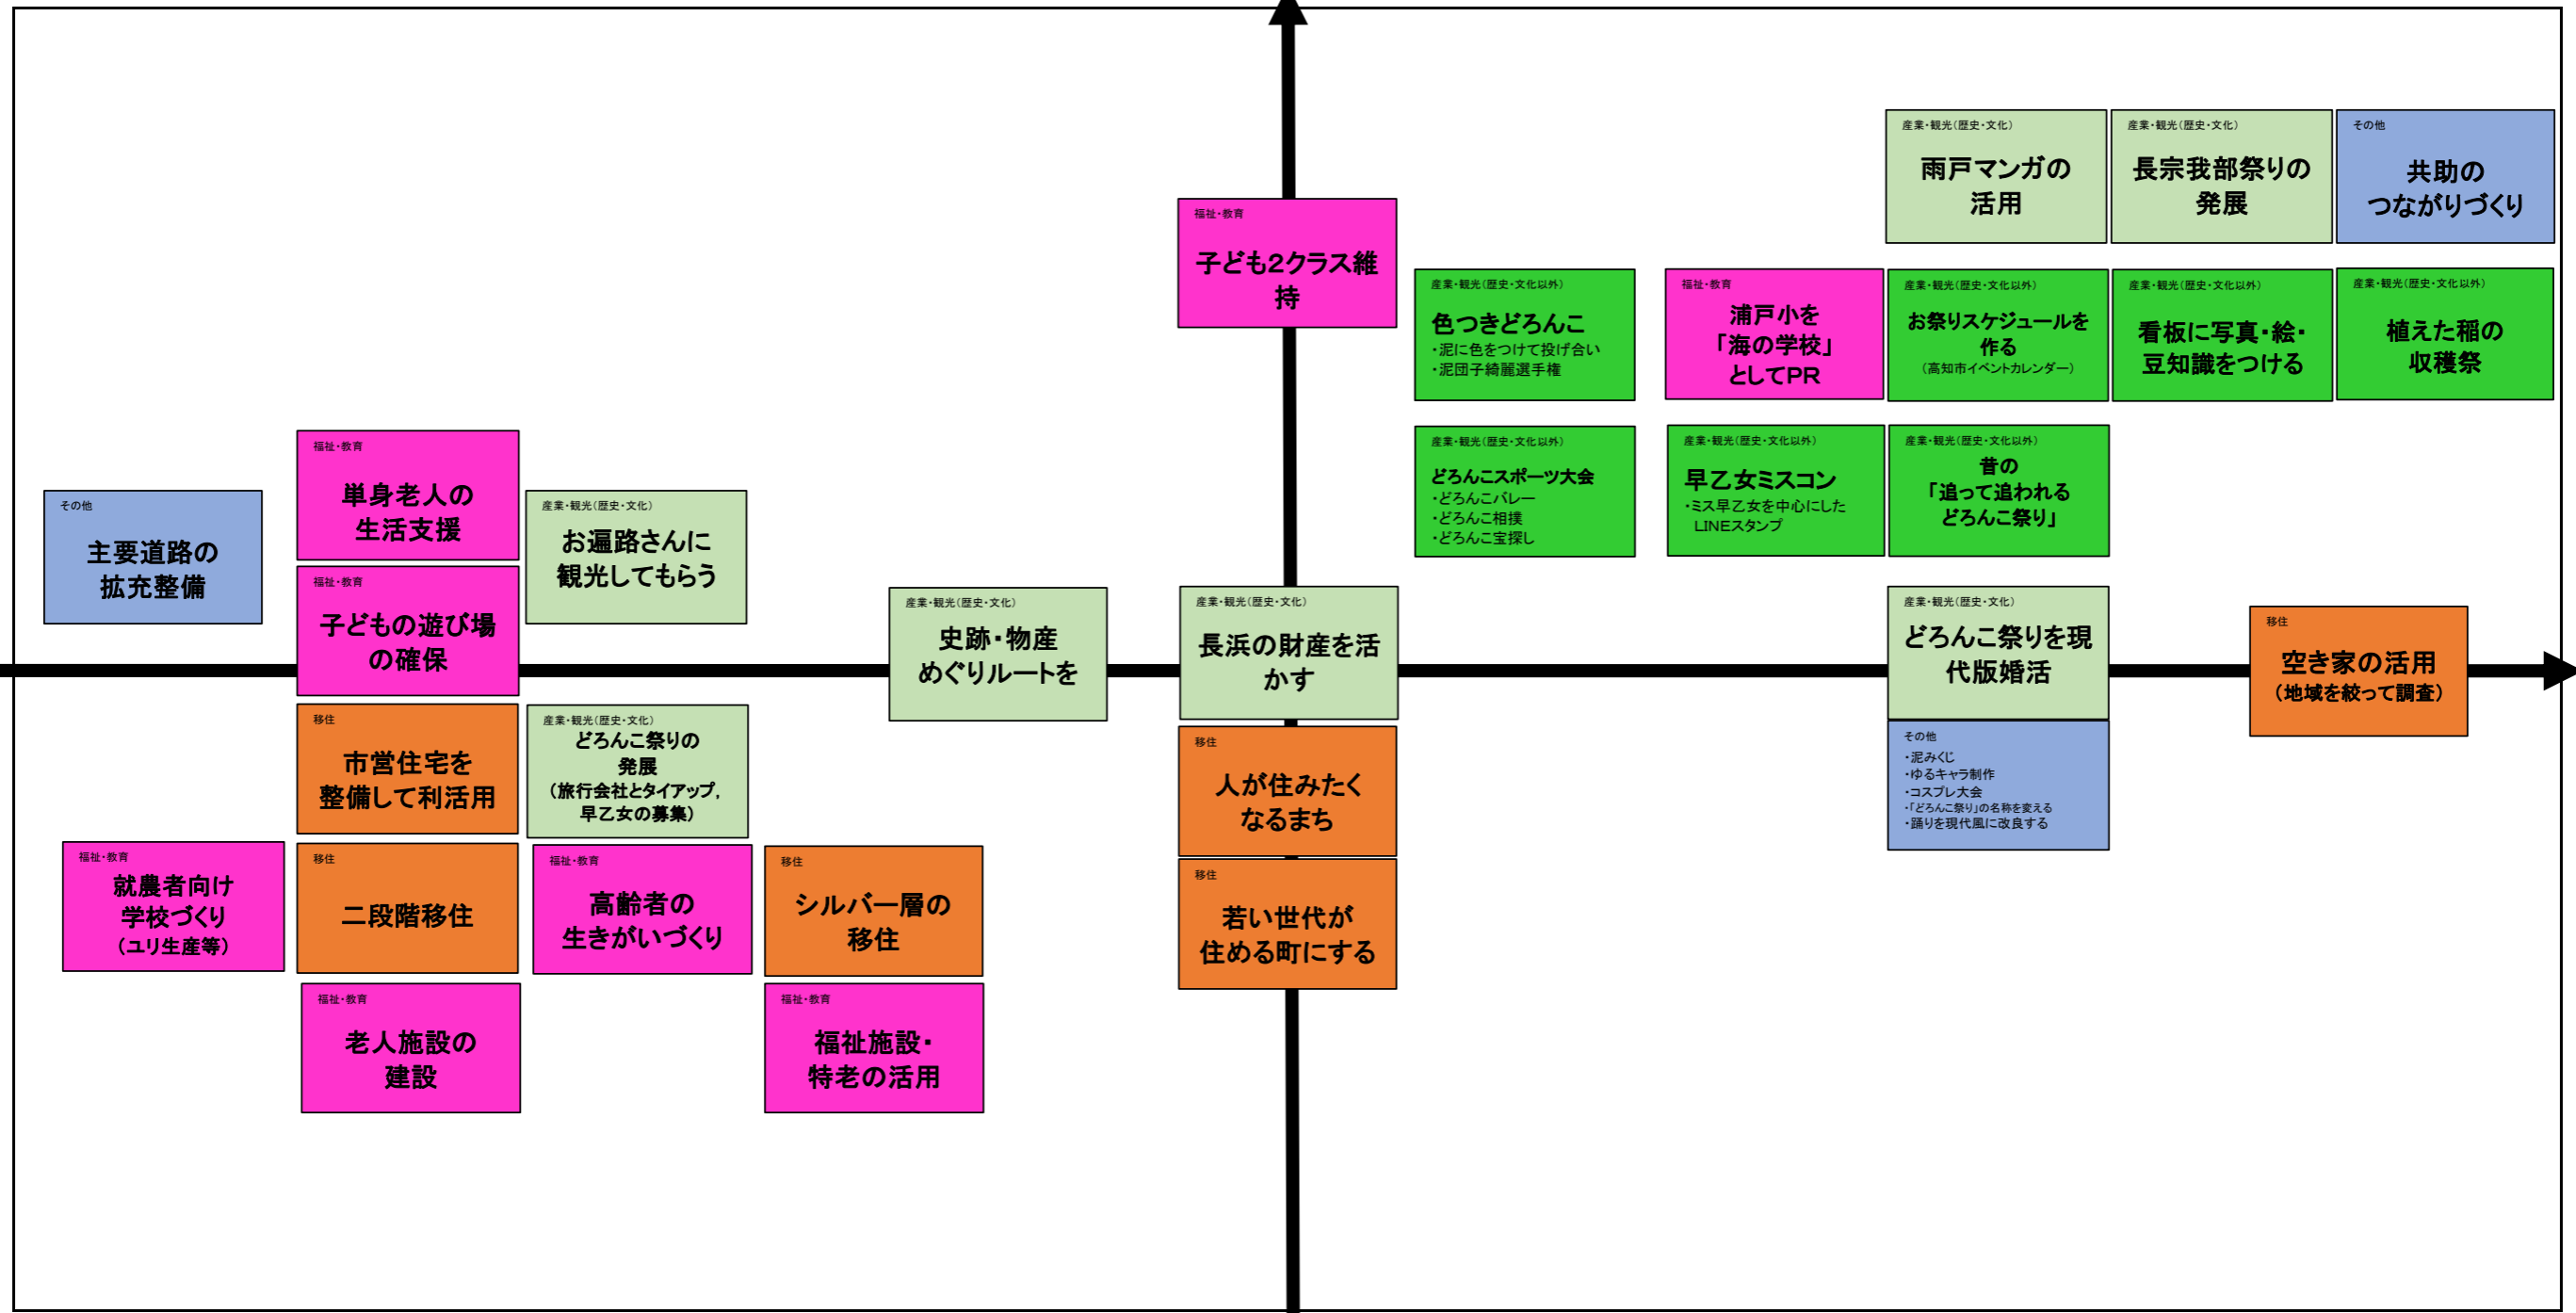 産業・観光(歴史・文化)
雨戸マンガの
活用
産業・観光(歴史・文化)
長宗我部祭りの
発展
その他
共助の
つながりづくり
福祉・教育
子ども2クラス維
持
産業・観光(歴史・文化以外)
色つきどろんこ
・泥に色をつけて投げ合い
・泥団子綺麗選手権
福祉・教育
浦戸小を
「海の学校」
としてPR
産業・観光(歴史・文化以外)
お祭りスケジュールを
作る
(高知市イベントカレンダー)
産業・観光(歴史・文化以外)
看板に写真・絵・
豆知識をつける
産業・観光(歴史・文化以外)
植えた稲の
収穫祭
産業・観光(歴史・文化以外)
どろんこスポーツ大会
・どろんこバレー
・どろんこ相撲
・どろんこ宝探し
産業・観光(歴史・文化以外)
早乙女ミスコン
・ミス早乙女を中心にした
LINEスタンプ
産業・観光(歴史・文化以外)
昔の
「追って追われる
どろんこ祭り」
その他
主要道路の
拡充整備
福祉・教育
単身老人の
生活支援
産業・観光(歴史・文化)
お遍路さんに
観光してもらう
福祉・教育
子どもの遊び場
の確保
産業・観光(歴史・文化)
史跡・物産
めぐりルートを
産業・観光(歴史・文化)
長浜の財産を活
かす
産業・観光(歴史・文化)
どろんこ祭りを現
代版婚活
移住
空き家の活用
(地域を絞って調査)
移住
市営住宅を
整備して利活用
産業・観光(歴史・文化)
どろんこ祭りの
発展
(旅行会社とタイアップ,
早乙女の募集)
移住
人が住みたく
なるまち
その他
・泥みくじ
・ゆるキャラ制作
・コスプレ大会
・「どろんこ祭り」の名称を変える
・踊りを現代風に改良する
福祉・教育
就農者向け
学校づくり
(ユリ生産等)
移住
二段階移住
福祉・教育
高齢者の
生きがいづくり
移住
シルバー層の
移住
移住
若い世代が
住める町にする
福祉・教育
老人施設の
建設
福祉・教育
福祉施設・
特老の活用